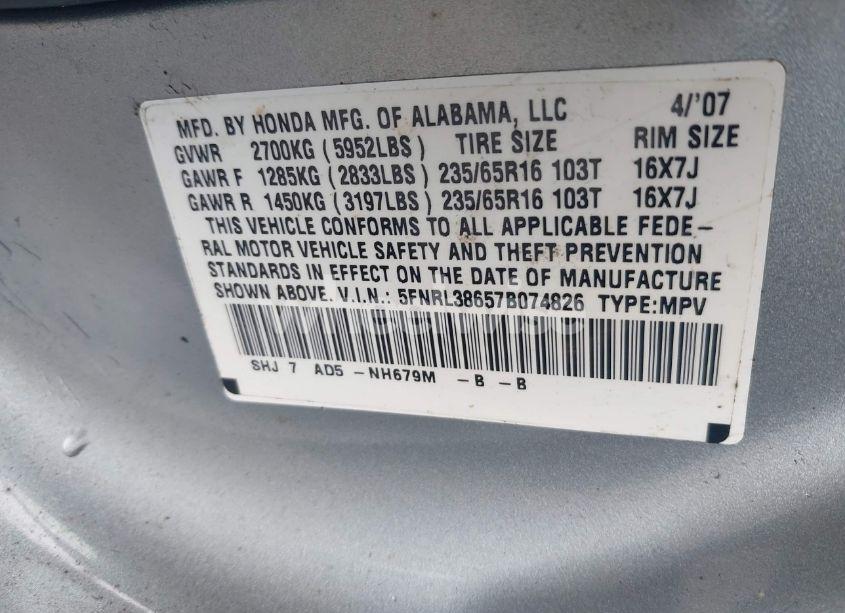 MFD. BY HONDA MFG. OF ALABAMA, LLC 4/'07
GVWR 2700KG (5952LBS) TIRE SIZE RIM SIZE
GAWR F 1285KG (2833LBS) 235/65R16 103T 16X7J
GAWR R 1450KG (3197LBS) 235/65R16 103T 16X7J
THIS VEHICLE CONFORMS TO ALL APPLICABLE FEDE-
RAL MOTOR VEHICLE SAFETY AND THEFT PREVENTION
STANDARDS IN EFFECT ON THE DATE OF MANUFACTURE
SHOWN ABOVE. V.I.N.: 5FNRL38657B074826 TYPE:MPV
SHJ 7 AD5 -NH679M -B -B